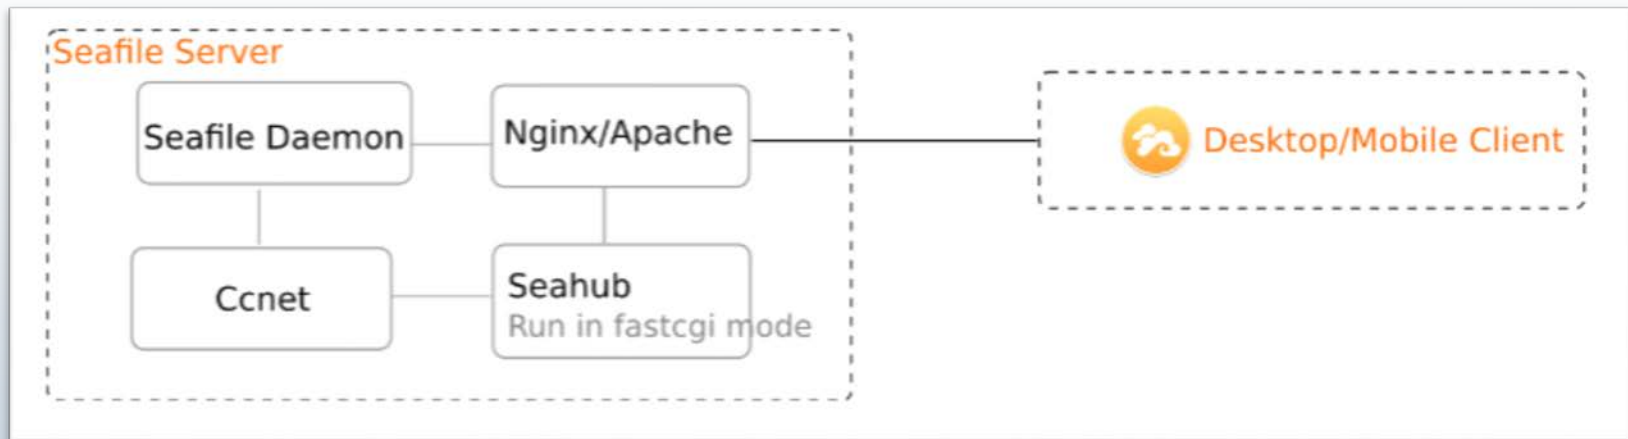 Seafile Server
Seafile Daemon
Nginx/Apache
Desktop/Mobile Client
Ccnet
Seahub
Run in fastcgi mode